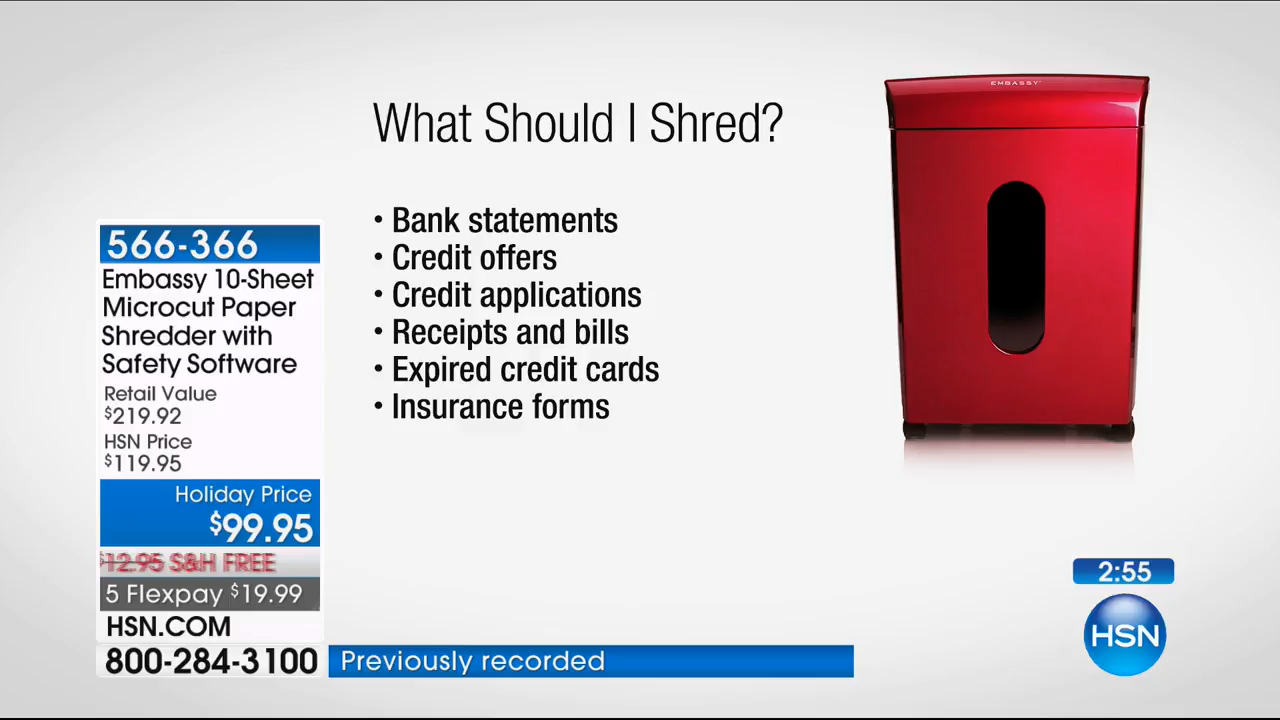 EMBASSY
What Should I Shred?
• Bank statements
• Credit offers
• Credit applications
• Receipts and bills
• Expired credit cards
• Insurance forms
566-366
Embassy 10-Sheet
Microcut Paper
Shredder with
Safety Software
Retail Value
$219.92
HSN Price
$119.95
Holiday Price
$99.95
$12.95 S&H FREE
5 Flexpay $19.99
HSN.COM
800-284-3100
Previously recorded
2:55
HSN